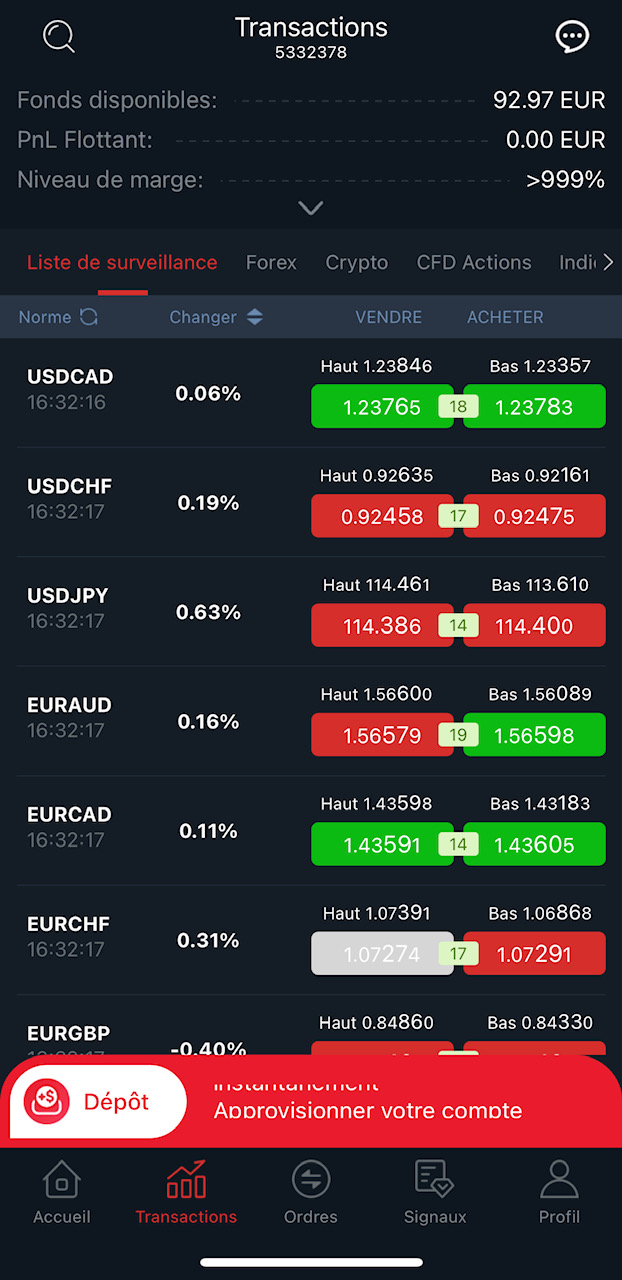 Transactions
5332378
Fonds disponibles: 92.97 EUR
PnL Flottant: 0.00 EUR
Niveau de marge: >999%
Liste de surveillance Forex Crypto CFD Actions
Norme Changer VENDRE ACHETER
Haut 1.23846 Bas 1.23357
USDCAD 0.06% 1.23765 18 1.23783
16:32:16
Haut 0.92635 Bas 0.92161
USDCHF 0.19% 0.92458 17 0.92475
16:32:17
Haut 114.461 Bas 113.610
USDJPY 0.63% 114.386 14 114.400
16:32:17
Haut 1.56600 Bas 1.56089
EURAUD 0.16% 1.56579 19 1.56598
16:32:17
Haut 1.43598 Bas 1.43183
EURCAD 0.11% 1.43591 14 1.43605
16:32:17
Haut 1.07391 Bas 1.06868
EURCHF 0.31% 1.07274 17 1.07291
16:32:17
Haut 0.84860 Bas 0.84330
EURGBP -0.40%
instantanément
Dépôt Approvisionner votre compte
Accueil Transactions Ordres Signaux Profil